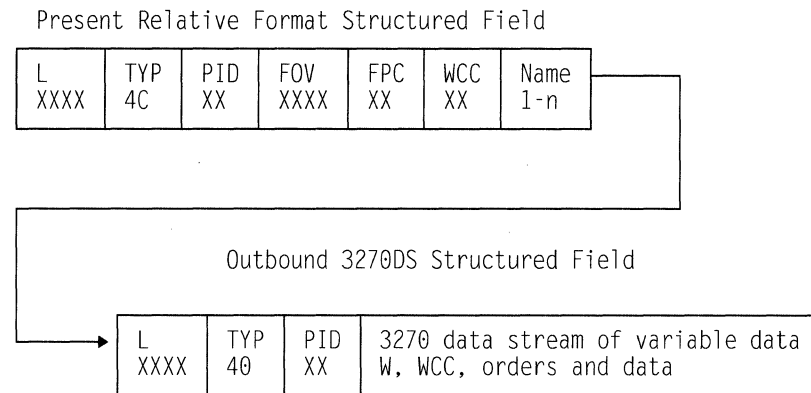 Present Relative Format Structured Field
L TYP PID FOV FPC WCC Name
XXXX 4C XX XXXX XX XX 1-n
Outbound 3270DS Structured Field
L TYP PID 3270 data stream of variable data
XXXX 40 XX W, WCC, orders and data